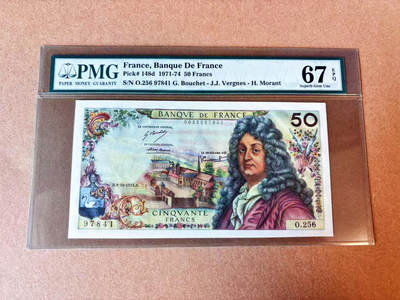 PMG
PAPER MONEY GUARANTY
France, Banque De France
Pick# 148d 1971-74 50 Francs
S/N O.256 97841 G. Bouchet - J.J. Vergnes - H. Morant
67 EPQ
Superb Gem Unc
BANQUE DE FRANCE
50
CINQUANTE
FRANCS
97841
O.256